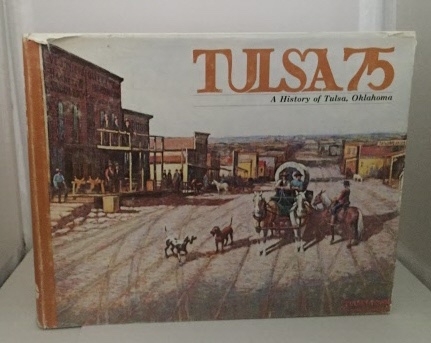 TULSA 75
A History of Tulsa, Oklahoma